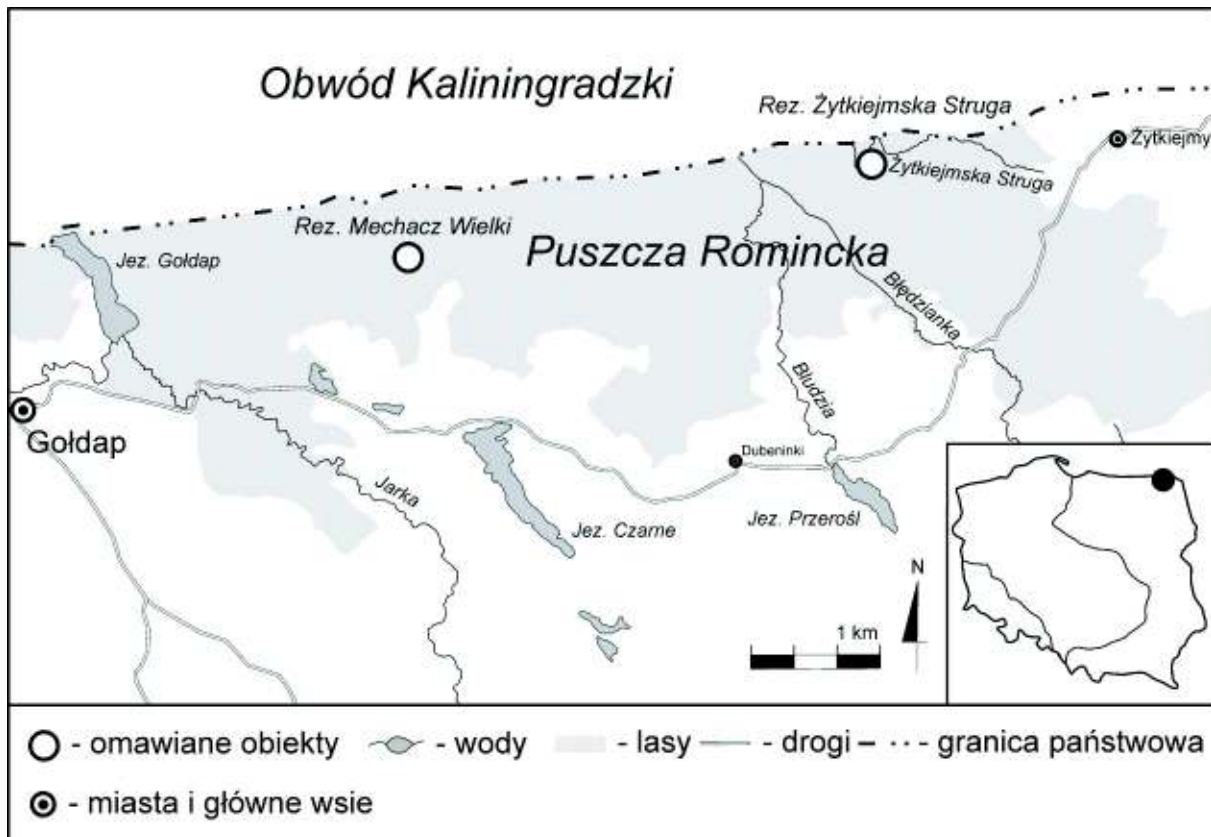 Obwód Kaliningradzki
Rez. Żytkiejmska Struga
Żytkiejmy
Żytkiejmska Struga
Rez. Mechacz Wielki
Puszcza Romincka
Jez. Gołdap
Błędzianka
Bludzia
Gołdap
Dubeninki
Jarka
Jez. Czarne
Jez. Przerośl
N
1 km
- omawiane obiekty - wody - lasy - drogi - granica państwowa
- miasta i główne wsie